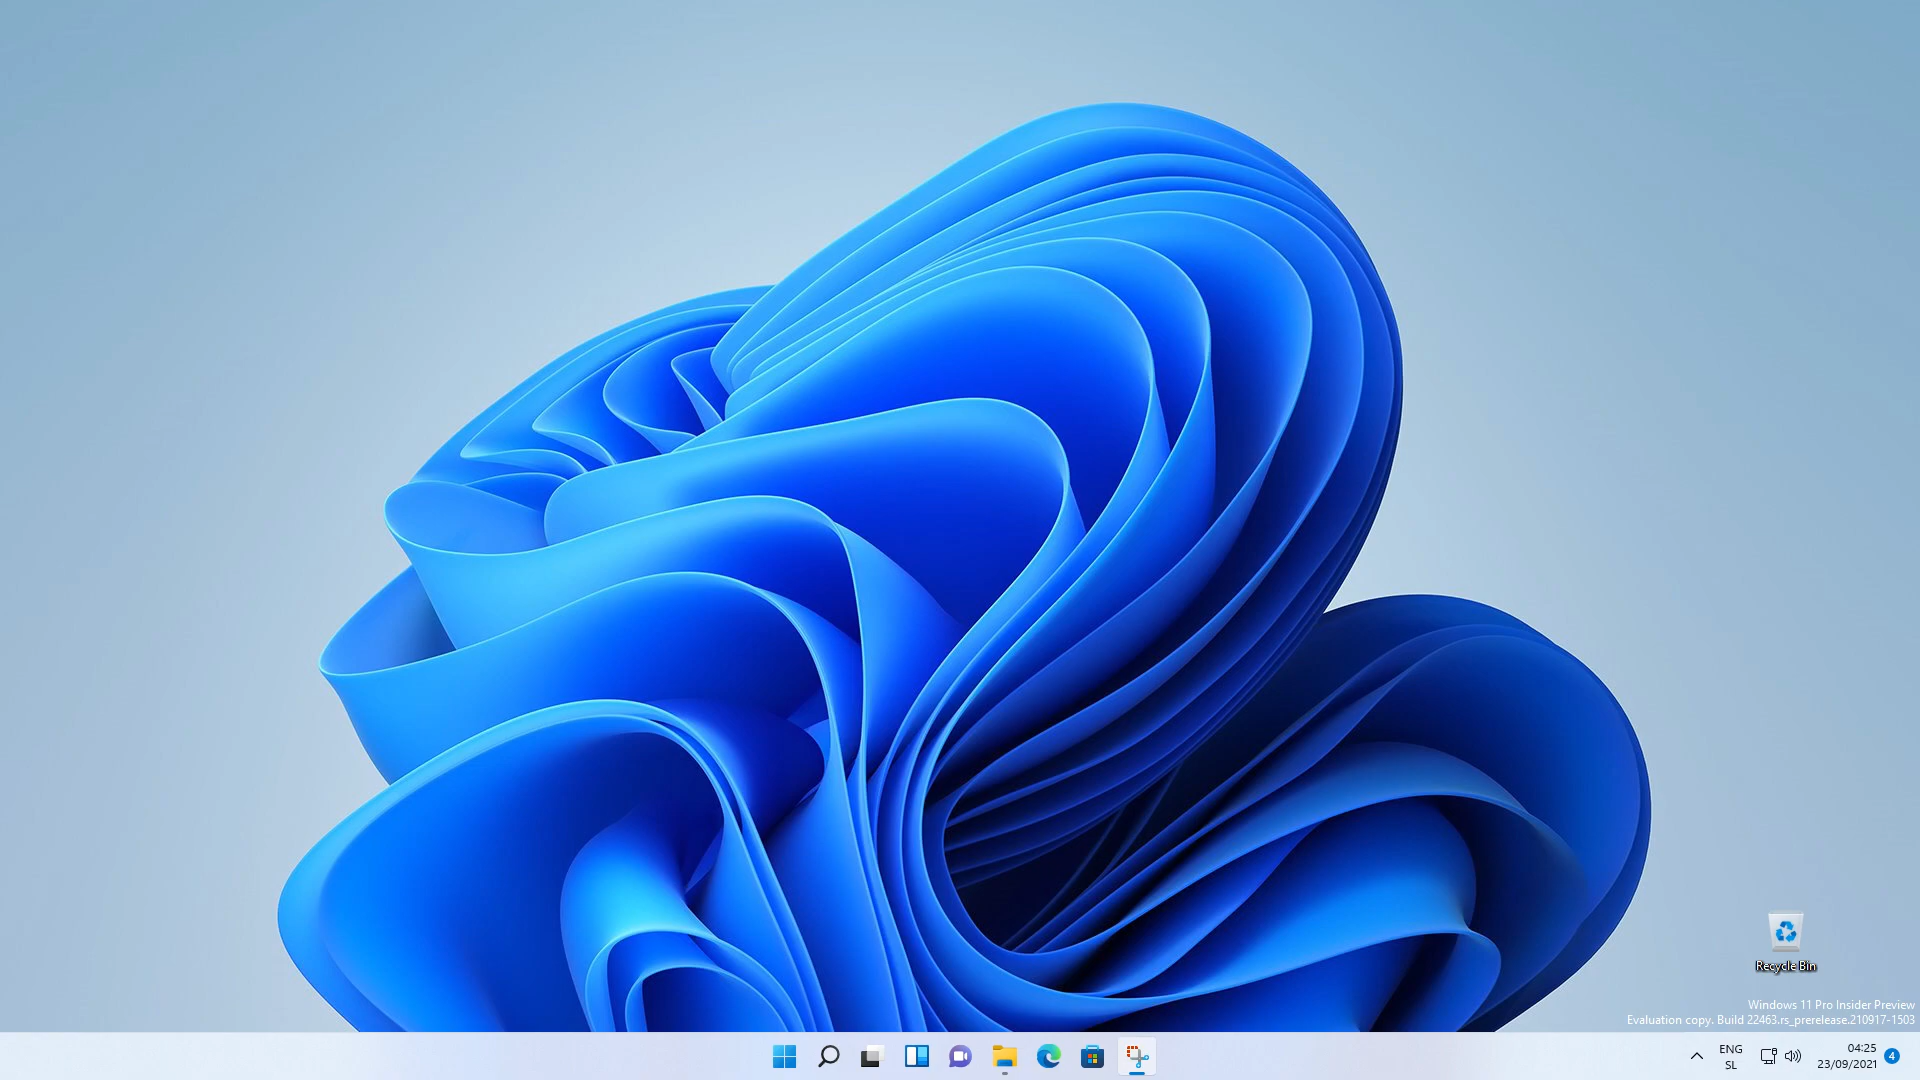 Recycle Bin
Windows 11 Pro Insider Preview
Evaluation copy. Build 22463.rs_prerelease.210917-1503
ENG
SL
04:25
23/09/2021
4